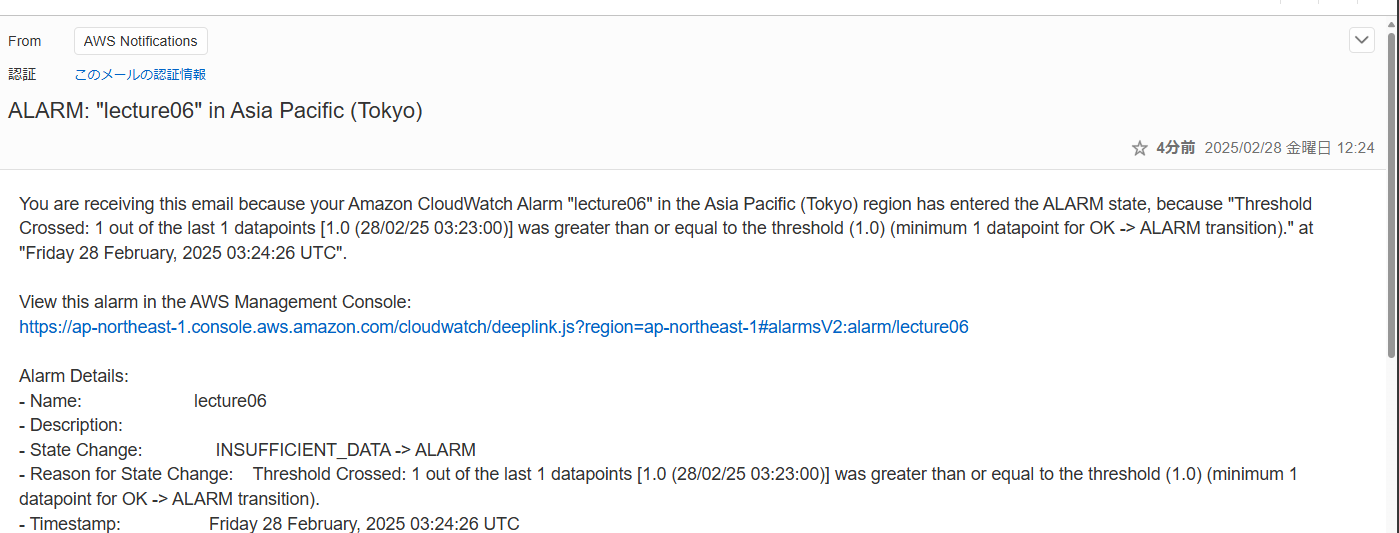 From AWS Notifications
認証 このメールの認証情報
ALARM: "lecture06" in Asia Pacific (Tokyo)
4分前 2025/02/28 金曜日 12:24
You are receiving this email because your Amazon CloudWatch Alarm "lecture06" in the Asia Pacific (Tokyo) region has entered the ALARM state, because "Threshold
Crossed: 1 out of the last 1 datapoints [1.0 (28/02/25 03:23:00)] was greater than or equal to the threshold (1.0) (minimum 1 datapoint for OK -> ALARM transition)." at
"Friday 28 February, 2025 03:24:26 UTC".
View this alarm in the AWS Management Console:
https://ap-northeast-1.console.aws.amazon.com/cloudwatch/deeplink.js?region=ap-northeast-1#alarmsV2:alarm/lecture06
Alarm Details:
- Name: lecture06
- Description:
- State Change: INSUFFICIENT_DATA -> ALARM
- Reason for State Change: Threshold Crossed: 1 out of the last 1 datapoints [1.0 (28/02/25 03:23:00)] was greater than or equal to the threshold (1.0) (minimum 1
datapoint for OK -> ALARM transition).
- Timestamp: Friday 28 February, 2025 03:24:26 UTC